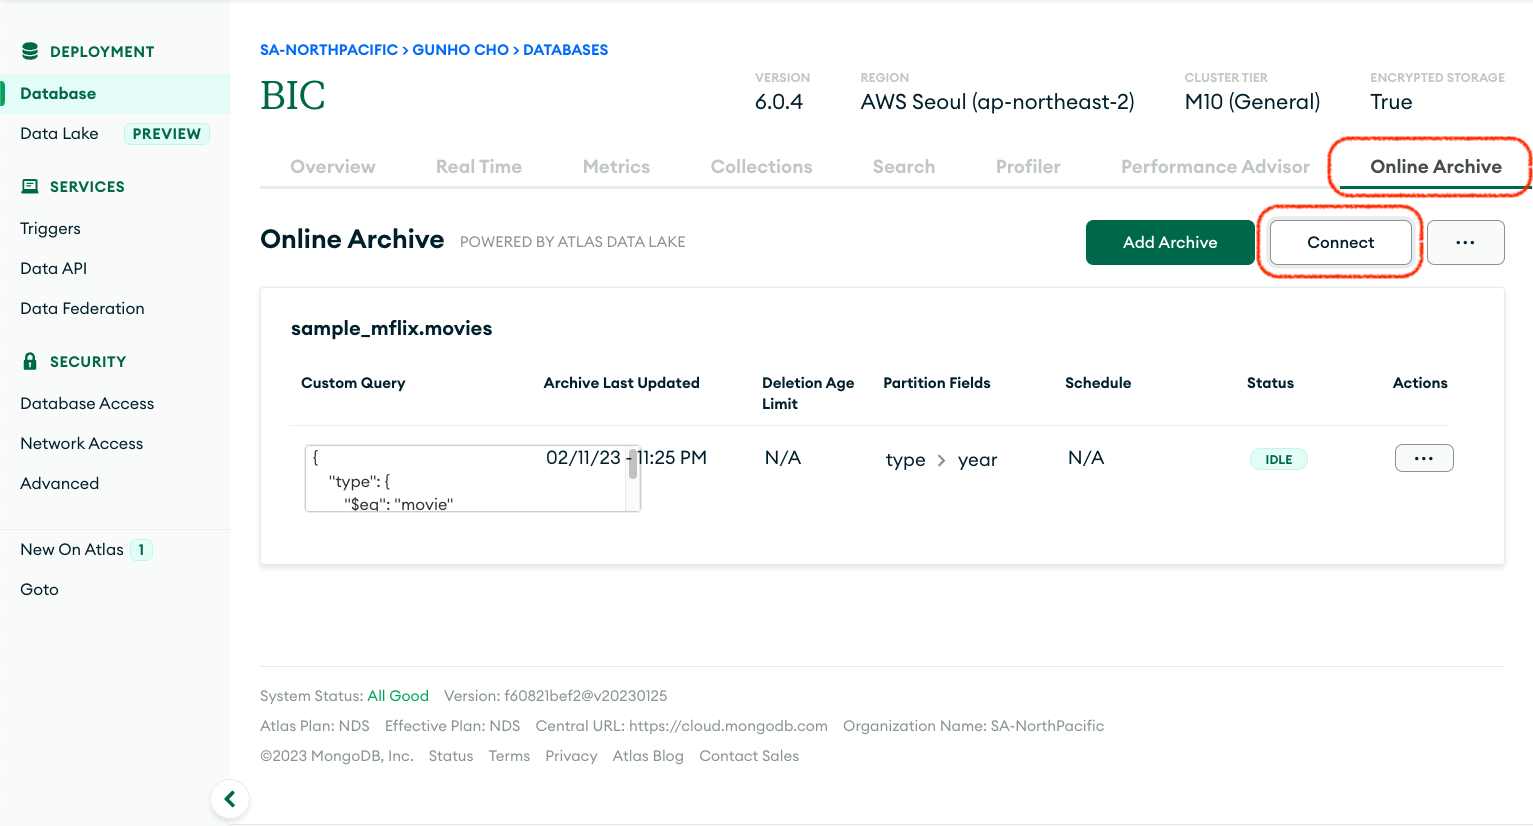 DEPLOYMENT
Database
Data Lake PREVIEW
SERVICES
Triggers
Data API
Data Federation
SECURITY
Database Access
Network Access
Advanced
New On Atlas 1
Goto
SA-NORTHPACIFIC > GUNHO CHO > DATABASES
BIC
VERSION REGION CLUSTER TIER ENCRYPTED STORAGE
6.0.4 AWS Seoul (ap-northeast-2) M10 (General) True
Overview Real Time Metrics Collections Search Profiler Performance Advisor Online Archive
Online Archive POWERED BY ATLAS DATA LAKE Add Archive Connect ...
sample_mflix.movies
Custom Query Archive Last Updated Deletion Age Limit Partition Fields Schedule Status Actions
{ 02/11/23 - 11:25 PM N/A type > year N/A IDLE ...
"type": {
"$eq": "movie"
System Status: All Good Version: f60821bef2@v20230125
Atlas Plan: NDS Effective Plan: NDS Central URL: https://cloud.mongodb.com Organization Name: SA-NorthPacific
©2023 MongoDB, Inc. Status Terms Privacy Atlas Blog Contact Sales